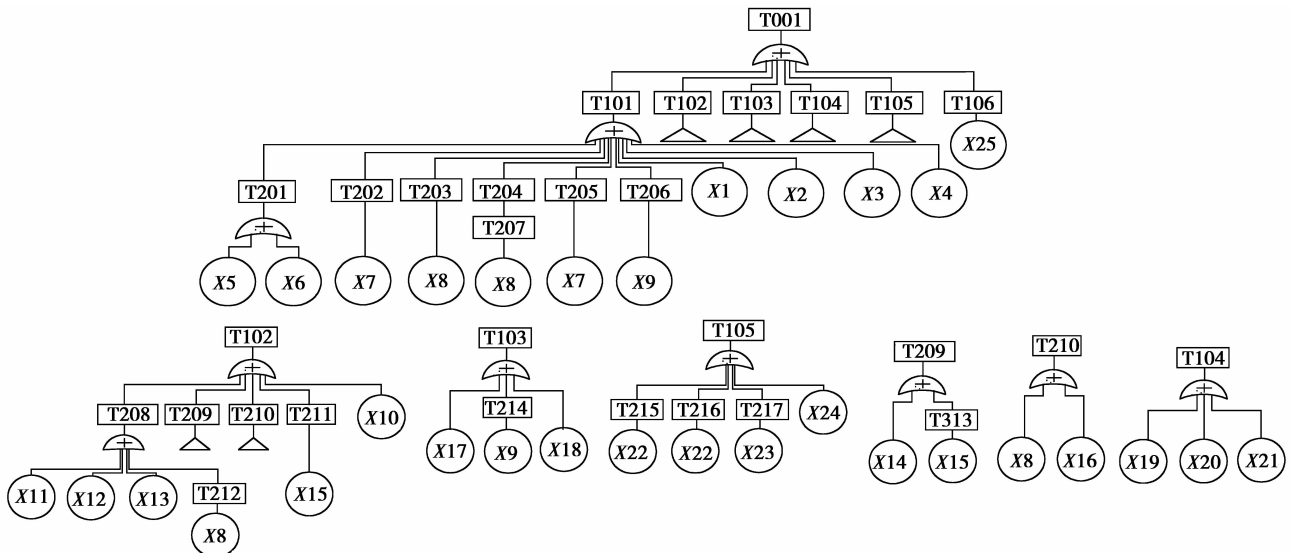 T001
+
T101 T102 T103 T104 T105 T106
+
X25
T201 T202 T203 T204 T205 T206 X1 X2 X3 X4
+
T207
X5 X6 X7 X8 X8 X7 X9
T102
+
T208 T209 T210 T211 X10
+
X11 X12 X13 T212 X15
X8
T103
+
T214
X17 X9 X18
T105
+
T215 T216 T217 X24
X22 X22 X23
T209
+
T313
X14 X15
T210
+
X8 X16
T104
+
X19 X20 X21